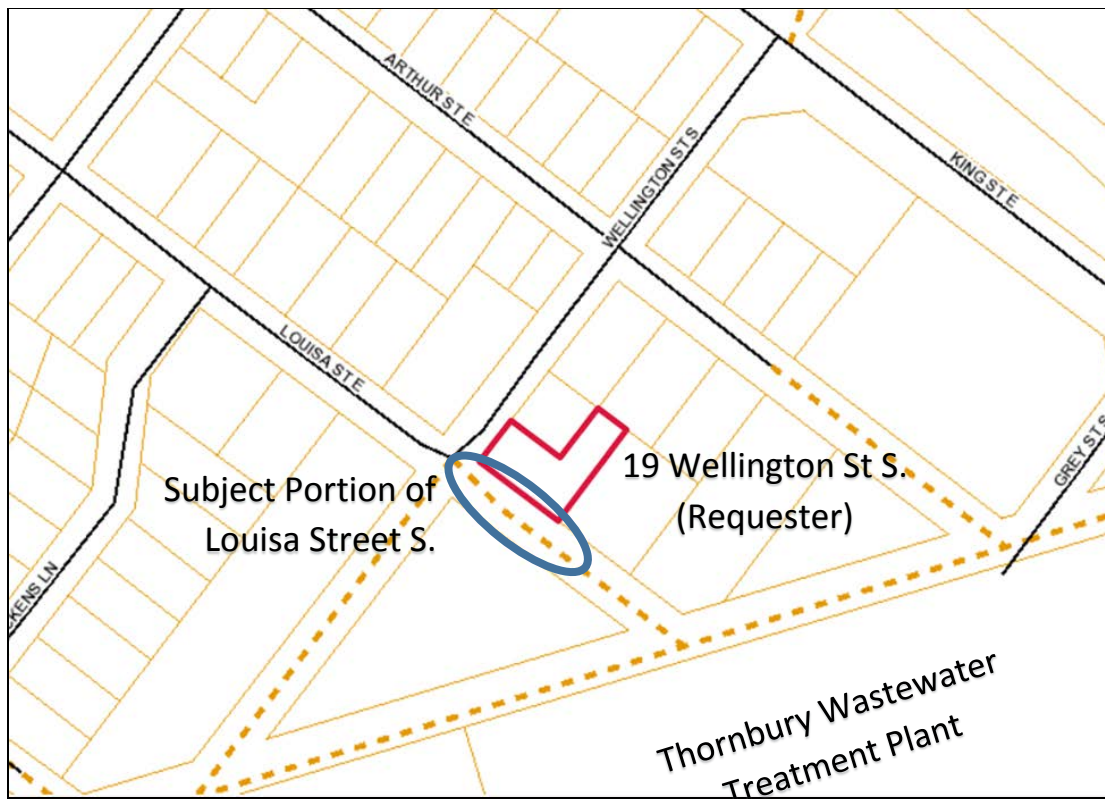 ARTHUR ST E
WELLINGTON ST S
KING ST E
LOUISA ST E
19 Wellington St S.
(Requester)
Subject Portion of
Louisa Street S.
GREY ST S
CKENS LN
Thornbury Wastewater
Treatment Plant